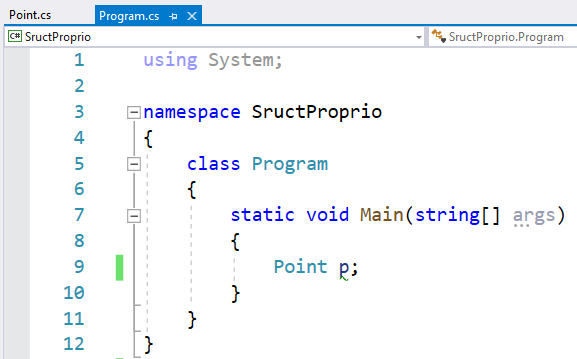 Point.cs Program.cs
C# SructProprio SructProprio.Program
1 using System;
2
3 namespace SructProprio
4 {
5 class Program
6 {
7 static void Main(string[] args)
8 {
9 Point p;
10 }
11 }
12 }